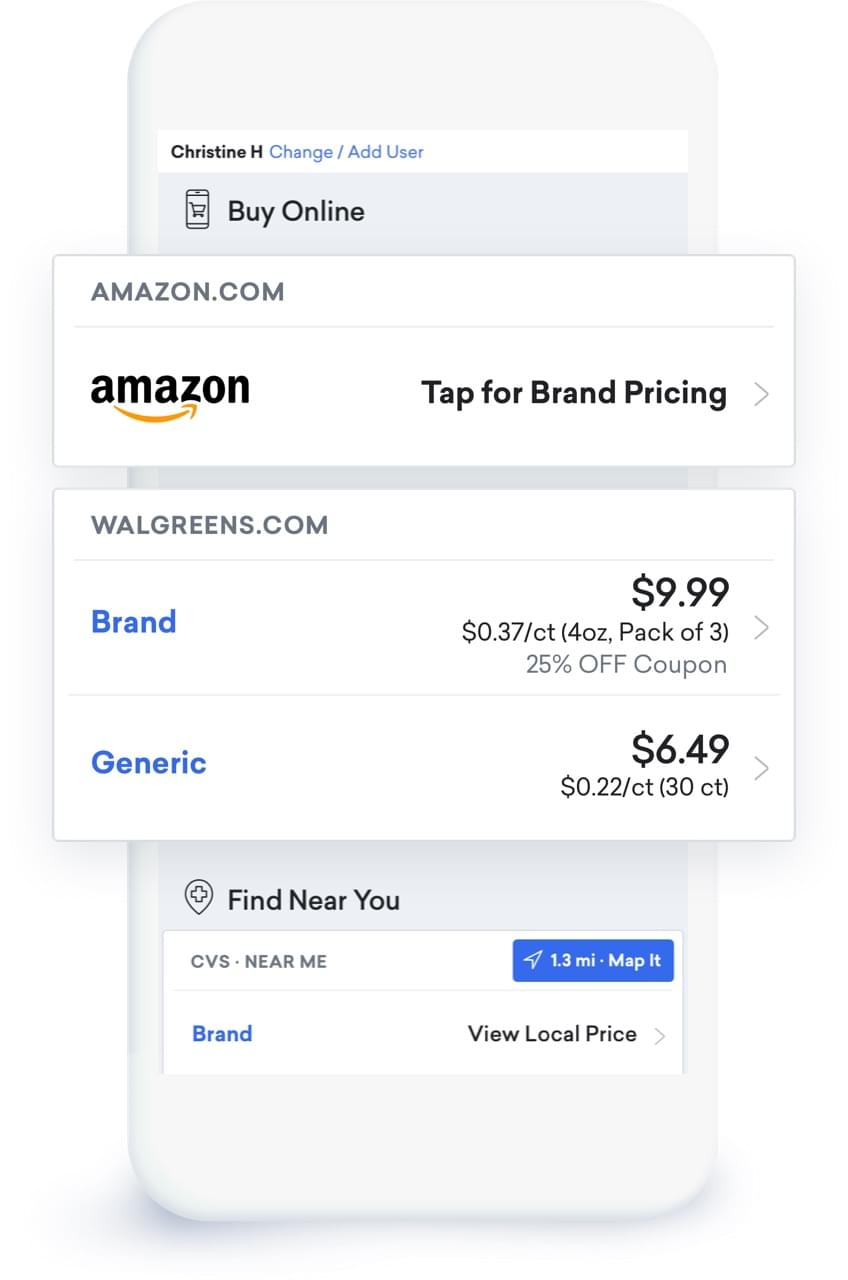 Christine H Change / Add User
Buy Online
AMAZON.COM
amazon
Tap for Brand Pricing
WALGREENS.COM
Brand
$9.99
$0.37/ct (4oz, Pack of 3)
25% OFF Coupon
Generic
$6.49
$0.22/ct (30 ct)
Find Near You
CVS · NEAR ME
1.3 mi · Map It
Brand
View Local Price